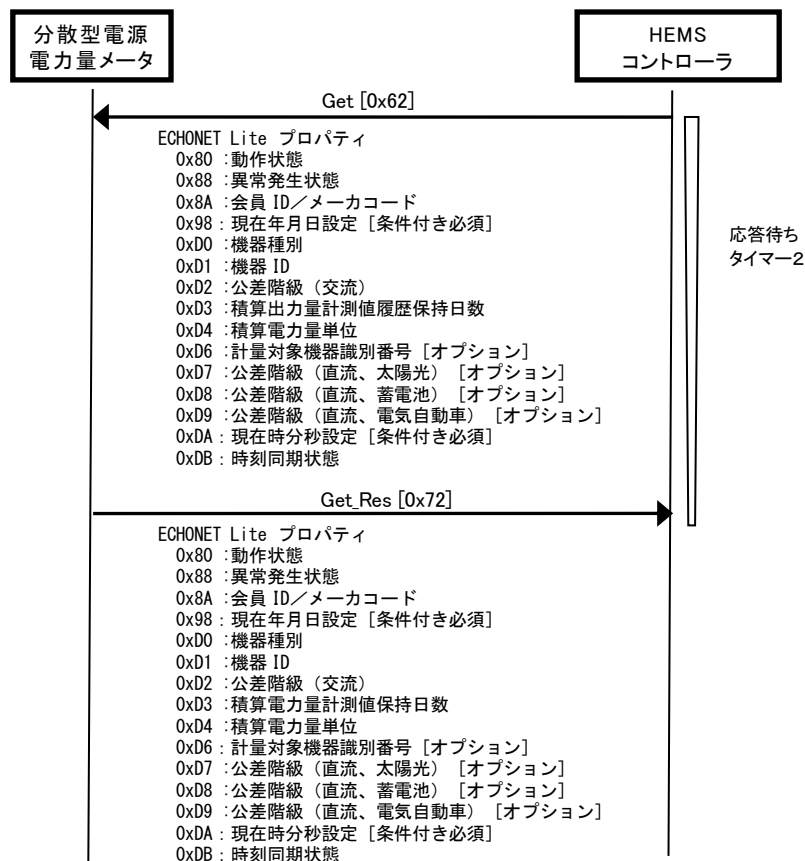 分散型電源
電力量メータ
HEMS
コントローラ
Get [0x62]
ECHONET Lite プロパティ
0x80 :動作状態
0x88 :異常発生状態
0x8A :会員 ID／メーカコード
0x98：現在年月日設定［条件付き必須］
0xD0 :機器種別
0xD1 :機器 ID
0xD2 :公差階級（交流）
0xD3 :積算出力量計測値履歴保持日数
0xD4 :積算電力量単位
0xD6：計量対象機器識別番号［オプション］
0xD7 :公差階級（直流、太陽光）［オプション］
0xD8 :公差階級（直流、蓄電池）［オプション］
0xD9 :公差階級（直流、電気自動車）［オプション］
0xDA：現在時分秒設定［条件付き必須］
0xDB：時刻同期状態
応答待ち
タイマー2
Get_Res [0x72]
ECHONET Lite プロパティ
0x80 :動作状態
0x88 :異常発生状態
0x8A :会員 ID／メーカコード
0x98：現在年月日設定［条件付き必須］
0xD0 :機器種別
0xD1 :機器 ID
0xD2 :公差階級（交流）
0xD3 :積算電力量計測値保持日数
0xD4 :積算電力量単位
0xD6：計量対象機器識別番号［オプション］
0xD7 :公差階級（直流、太陽光）［オプション］
0xD8 :公差階級（直流、蓄電池）［オプション］
0xD9 :公差階級（直流、電気自動車）［オプション］
0xDA：現在時分秒設定［条件付き必須］
0xDB：時刻同期状態